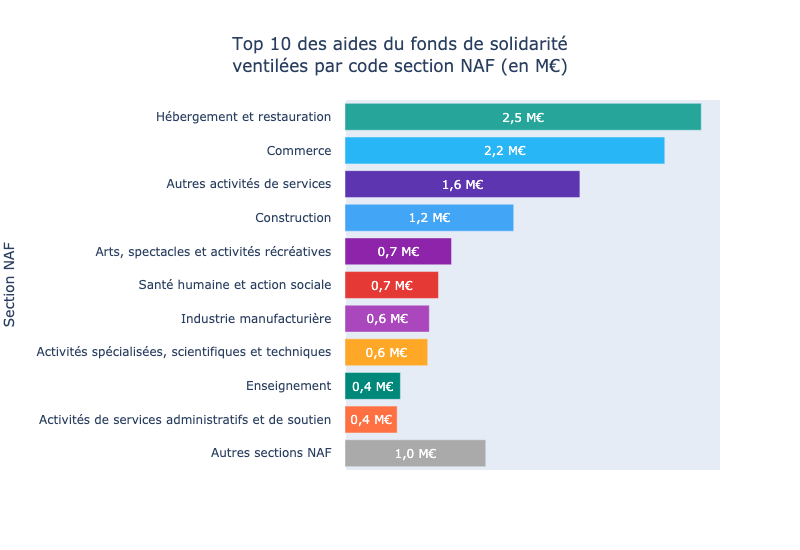 Top 10 des aides du fonds de solidarité
ventilées par code section NAF (en M€)
Section NAF
Hébergement et restauration 2,5 M€
Commerce 2,2 M€
Autres activités de services 1,6 M€
Construction 1,2 M€
Arts, spectacles et activités récréatives 0,7 M€
Santé humaine et action sociale 0,7 M€
Industrie manufacturière 0,6 M€
Activités spécialisées, scientifiques et techniques 0,6 M€
Enseignement 0,4 M€
Activités de services administratifs et de soutien 0,4 M€
Autres sections NAF 1,0 M€